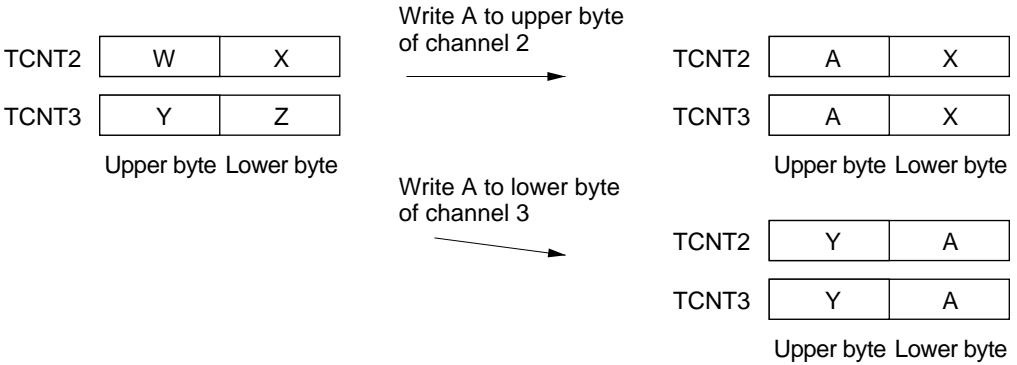 Write A to upper byte
of channel 2
TCNT2 W X
TCNT3 Y Z
Upper byte Lower byte
TCNT2 A X
TCNT3 A X
Upper byte Lower byte
Write A to lower byte
of channel 3
TCNT2 Y A
TCNT3 Y A
Upper byte Lower byte